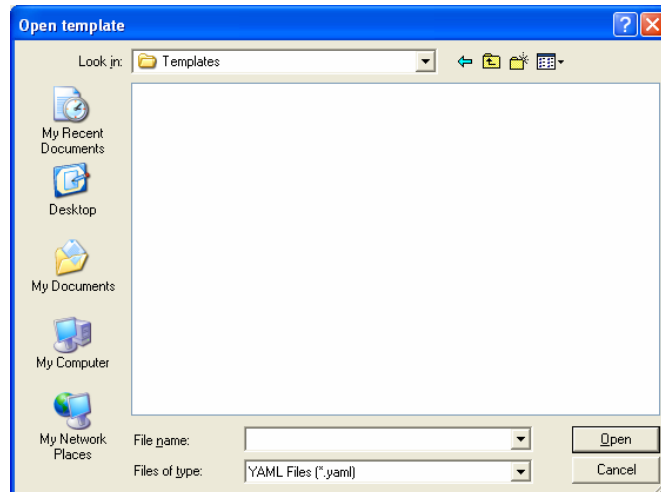 Open template
Look in:
Templates
My Recent
Documents
Desktop
My Documents
My Computer
My Network
Places
File name:
Open
Files of type:
YAML Files (*.yaml)
Cancel